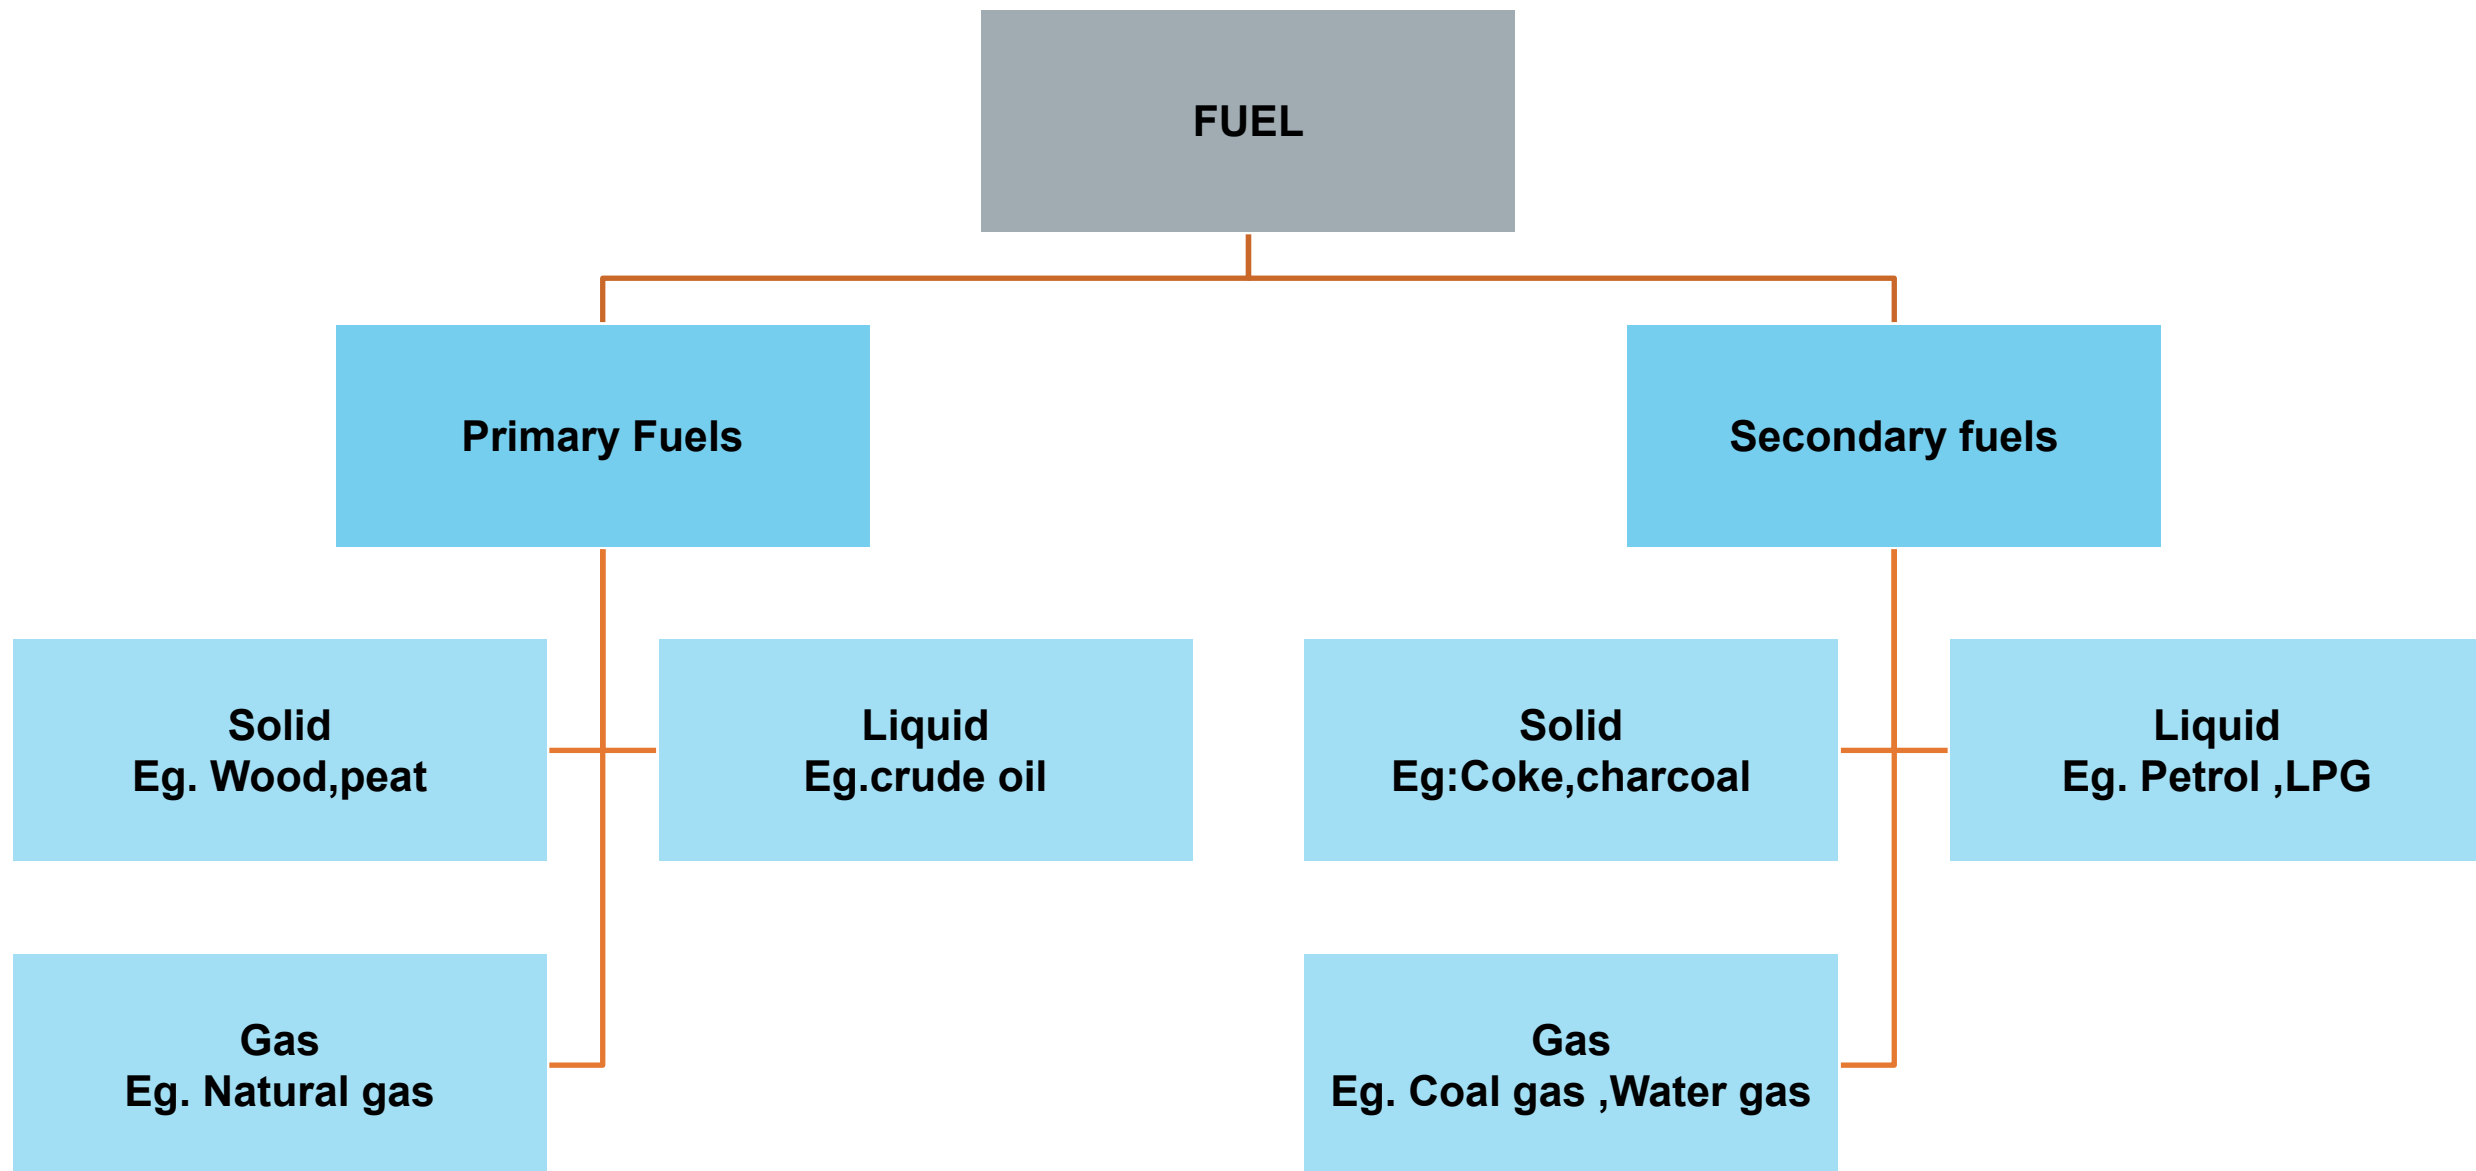 FUEL
Primary Fuels
Secondary fuels
Solid
Eg. Wood,peat
Liquid
Eg.crude oil
Solid
Eg:Coke,charcoal
Liquid
Eg. Petrol ,LPG
Gas
Eg. Natural gas
Gas
Eg. Coal gas ,Water gas